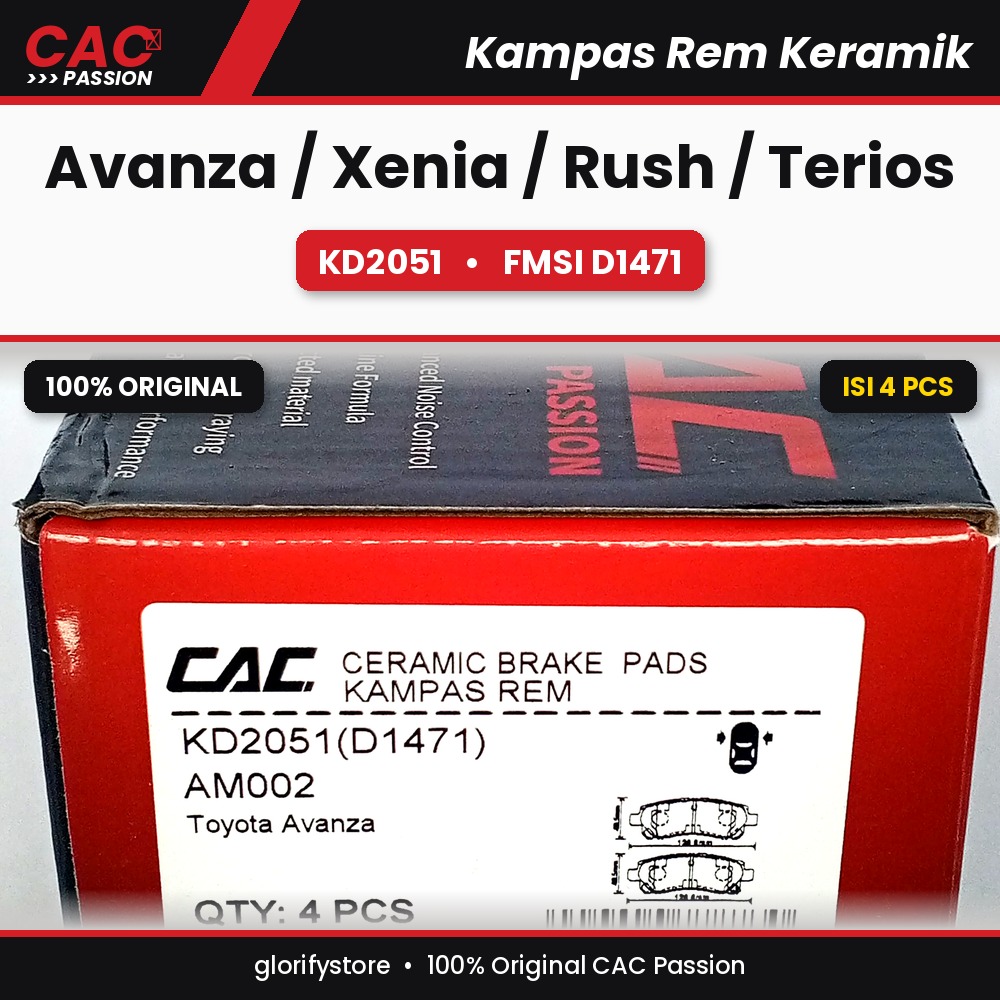 CAC
>>> PASSION
Kampas Rem Keramik
Avanza / Xenia / Rush / Terios
KD2051 • FMSI D1471
100% ORIGINAL
ISI 4 PCS
formance
raying
ted material
ine Formula
nced Noise Control
PASSION
AC
CAC
CERAMIC BRAKE PADS
KAMPAS REM
KD2051(D1471)
AM002
Toyota Avanza
QTY: 4 PCS
glorifystore • 100% Original CAC Passion